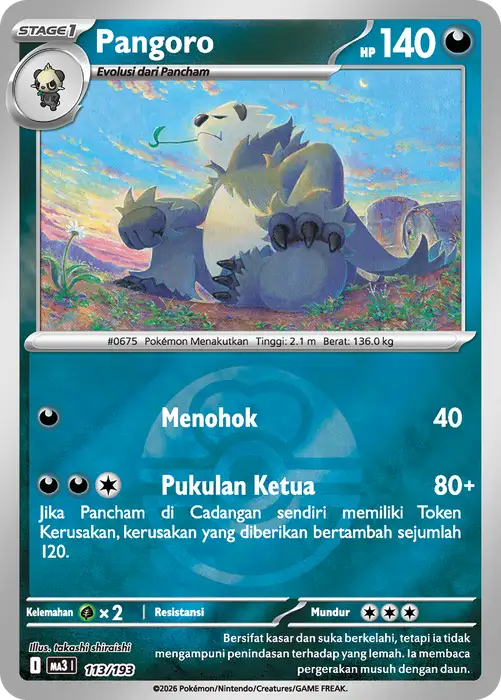 STAGE1
Pangoro
HP 140
Evolusi dari Pancham
#0675 Pokémon Menakutkan Tinggi: 2.1 m Berat: 136.0 kg
Menohok 40
Pukulan Ketua 80+
Jika Pancham di Cadangan sendiri memiliki Token
Kerusakan, kerusakan yang diberikan bertambah sejumlah
120.
Kelemahan ×2 Resistansi Mundur
Illus. takashi shiraishi
Bersifat kasar dan suka berkelahi, tetapi ia tidak
mengampuni penindasan terhadap yang lemah. Ia membaca
pergerakan musuh dengan daun.
I MA3 I 113/193
©2026 Pokémon/Nintendo/Creatures/GAME FREAK.